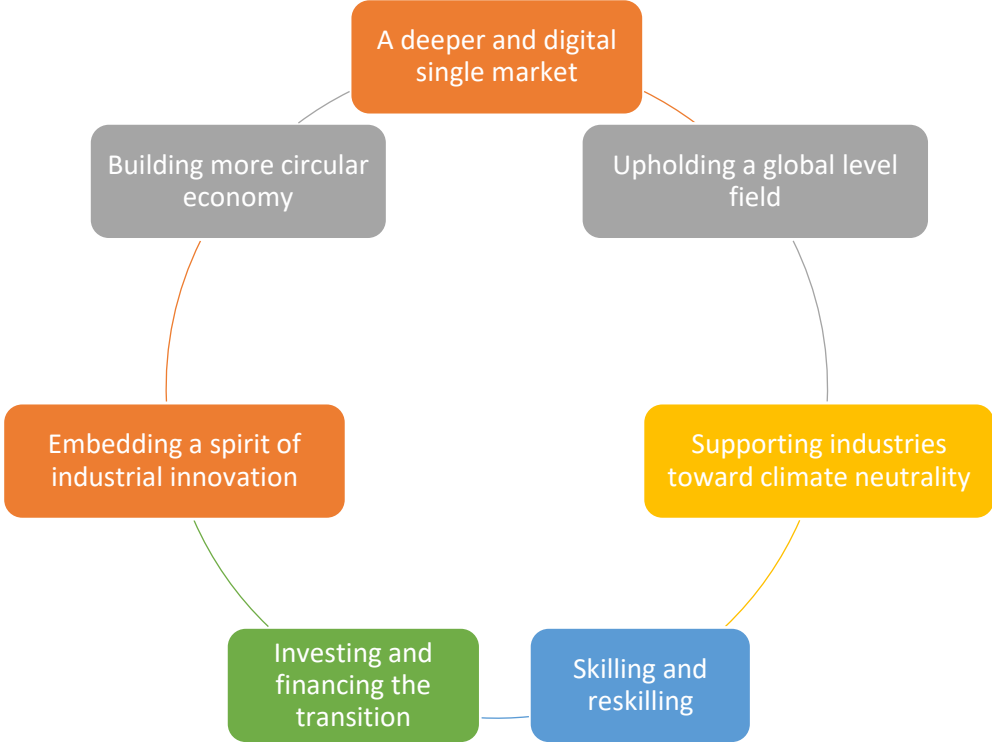 A deeper and digital
single market
Upholding a global level
field
Supporting industries
toward climate neutrality
Skilling and
reskilling
Investing and
financing the
transition
Embedding a spirit of
industrial innovation
Building more circular
economy